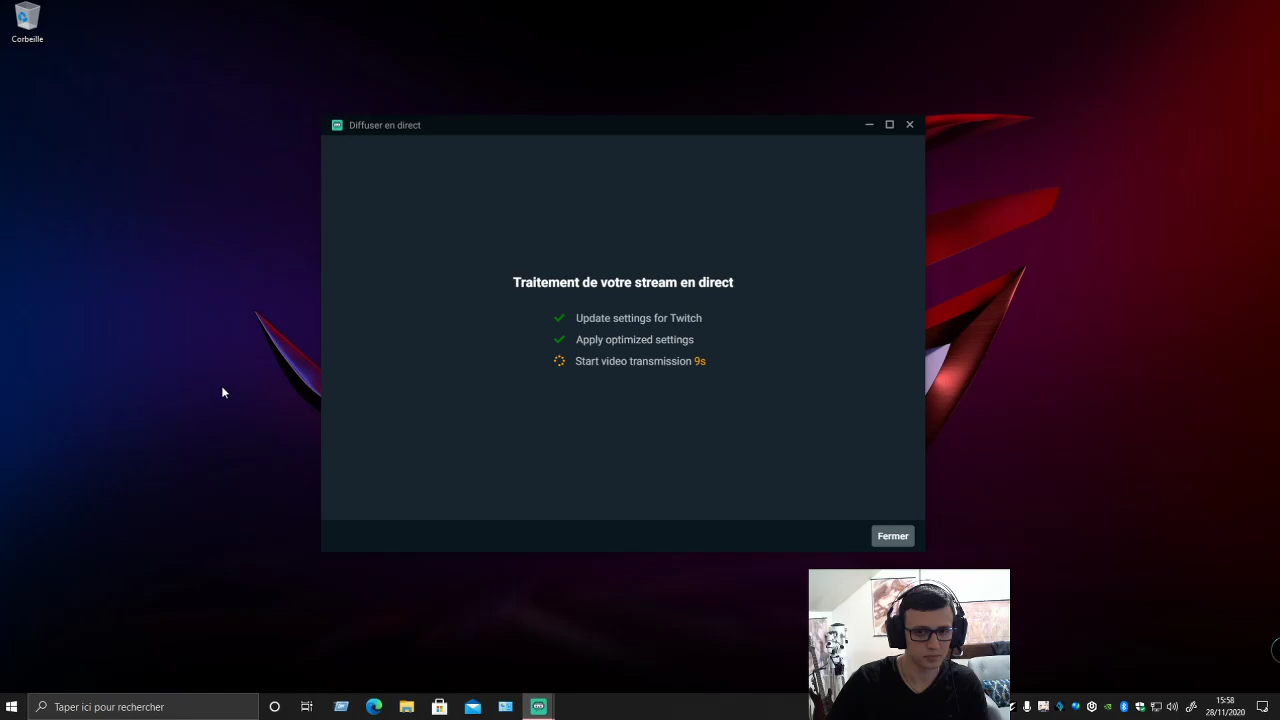 Corbeille
Diffuser en direct
Traitement de votre stream en direct
Update settings for Twitch
Apply optimized settings
Start video transmission 9s
Fermer
Taper ici pour rechercher
15:58
28/11/2020